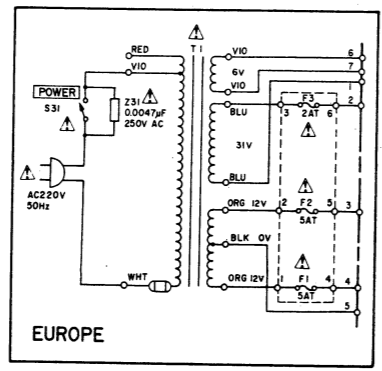 T1
RED
VIO
VIO
6
6V
7
VIO
1
POWER
S31
Z31
0.0047µF
250V AC
BLU
3
F3
2AT
6
2
31V
BLU
AC220V
50Hz
ORG 12V
2
F2
5AT
5
3
BLK 0V
WHT
ORG 12V
1
F1
5AT
4
4
5
EUROPE